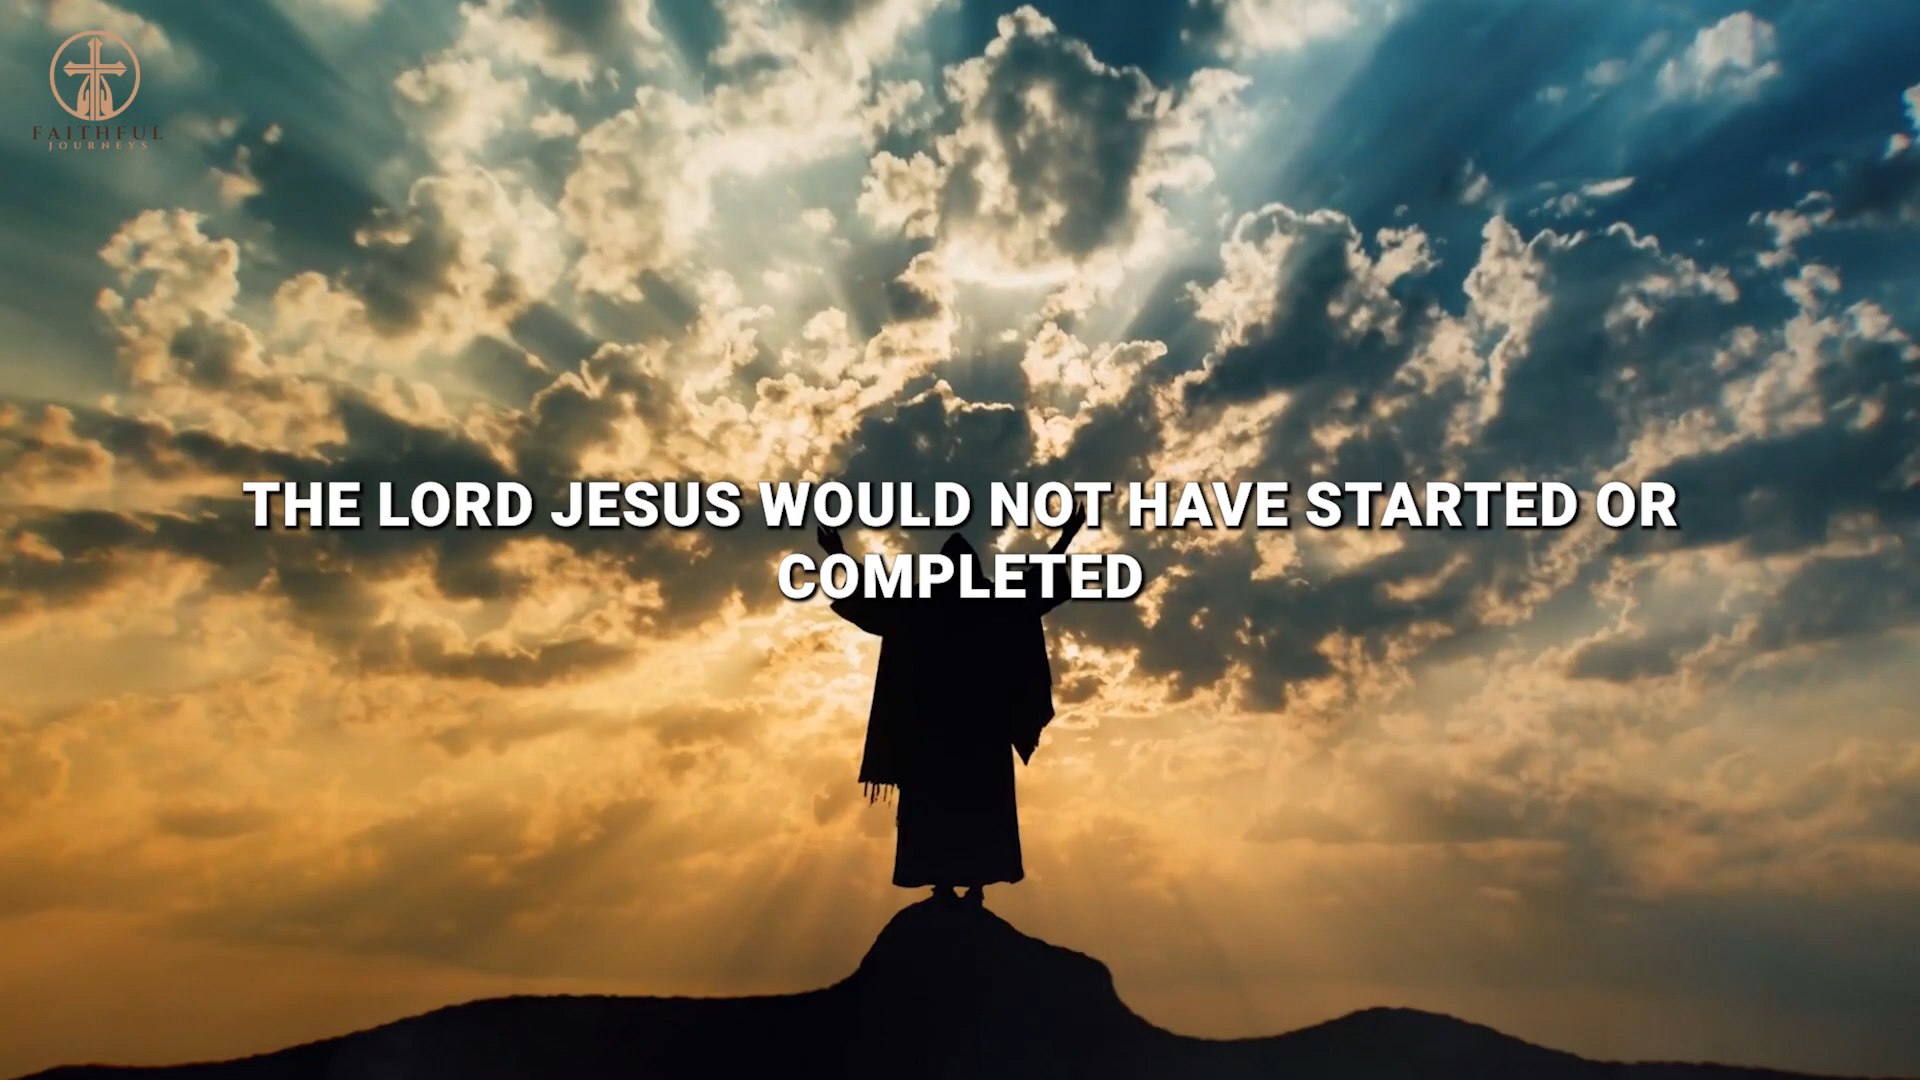 FAITHFUL
JOURNEYS
THE LORD JESUS WOULD NOT HAVE STARTED OR
COMPLETED